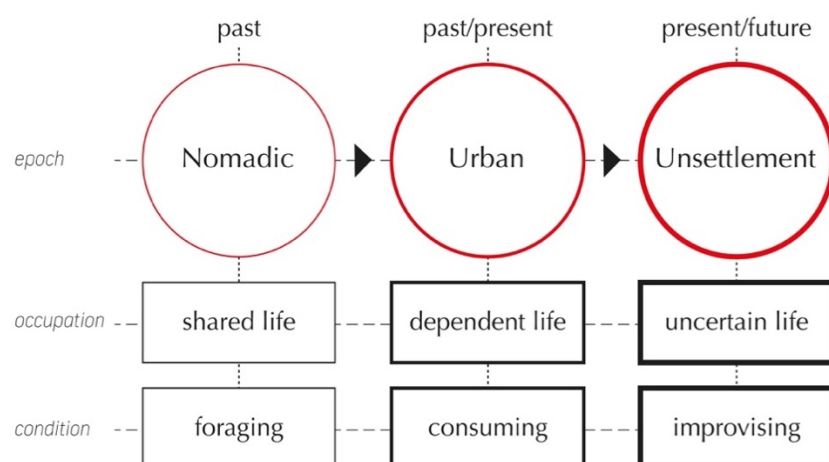 past past/present present/future
epoch Nomadic Urban Unsettlement
occupation shared life dependent life uncertain life
condition foraging consuming improvising